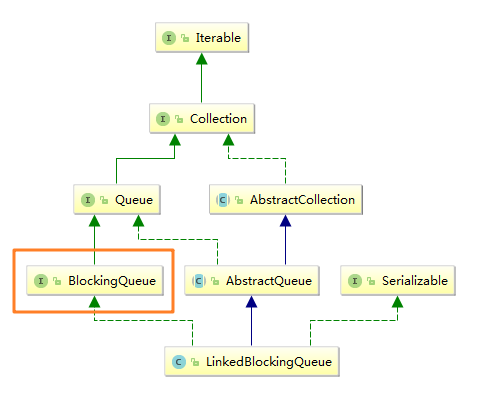 I Iterable
I Collection
I Queue
C AbstractCollection
I BlockingQueue
C AbstractQueue
I Serializable
C LinkedBlockingQueue